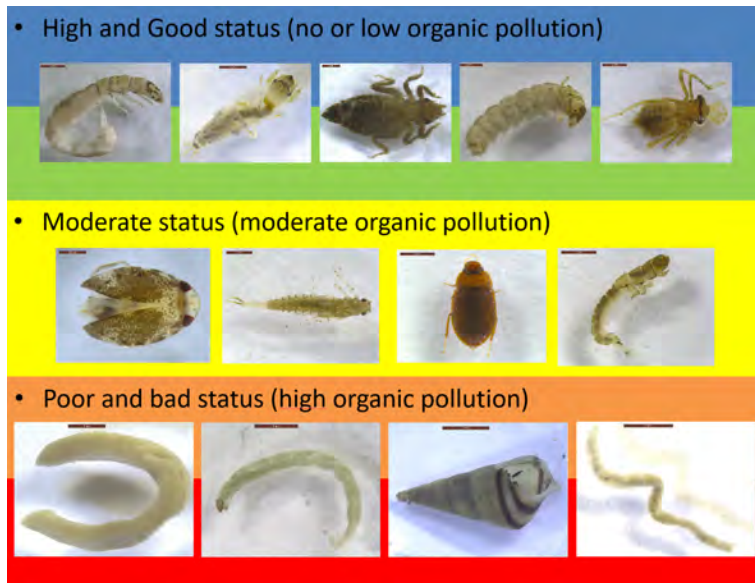 • High and Good status (no or low organic pollution)
• Moderate status (moderate organic pollution)
• Poor and bad status (high organic pollution)